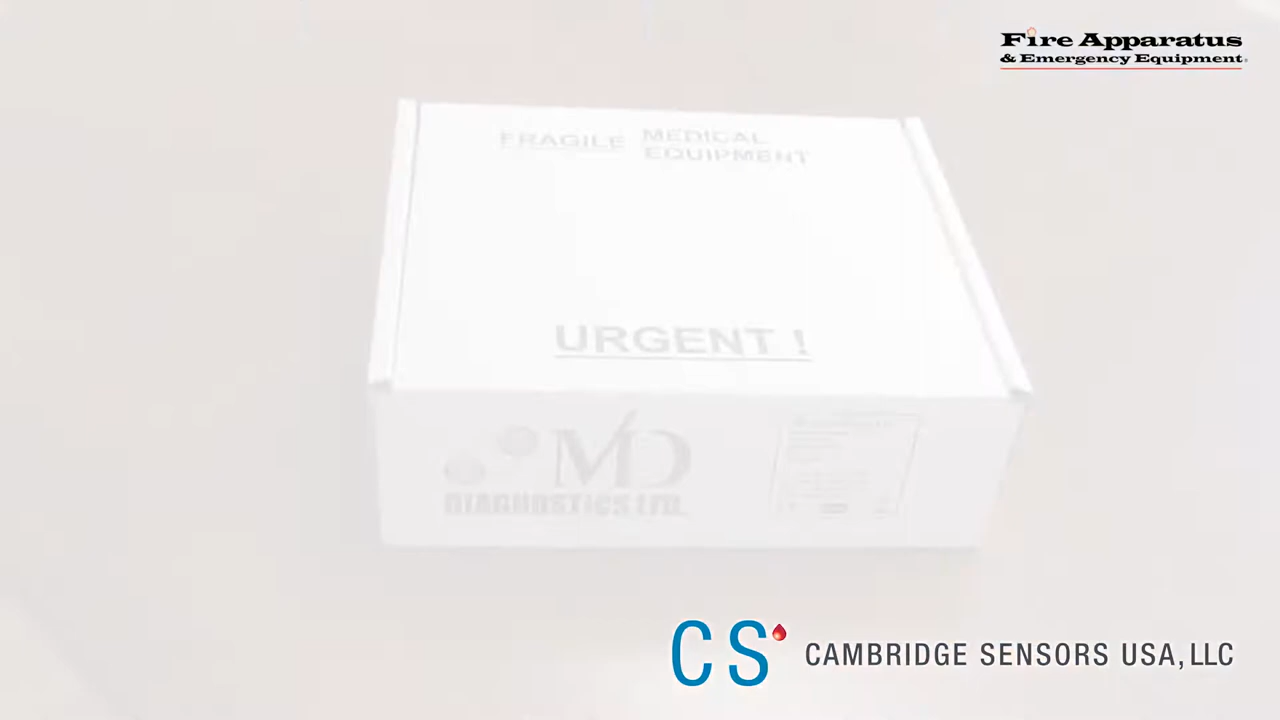 Fire Apparatus
& Emergency Equipment
FRAGILE MEDICAL
EQUIPMENT
URGENT !
MD
DIAGNOSTICS LTD.
CS CAMBRIDGE SENSORS USA, LLC